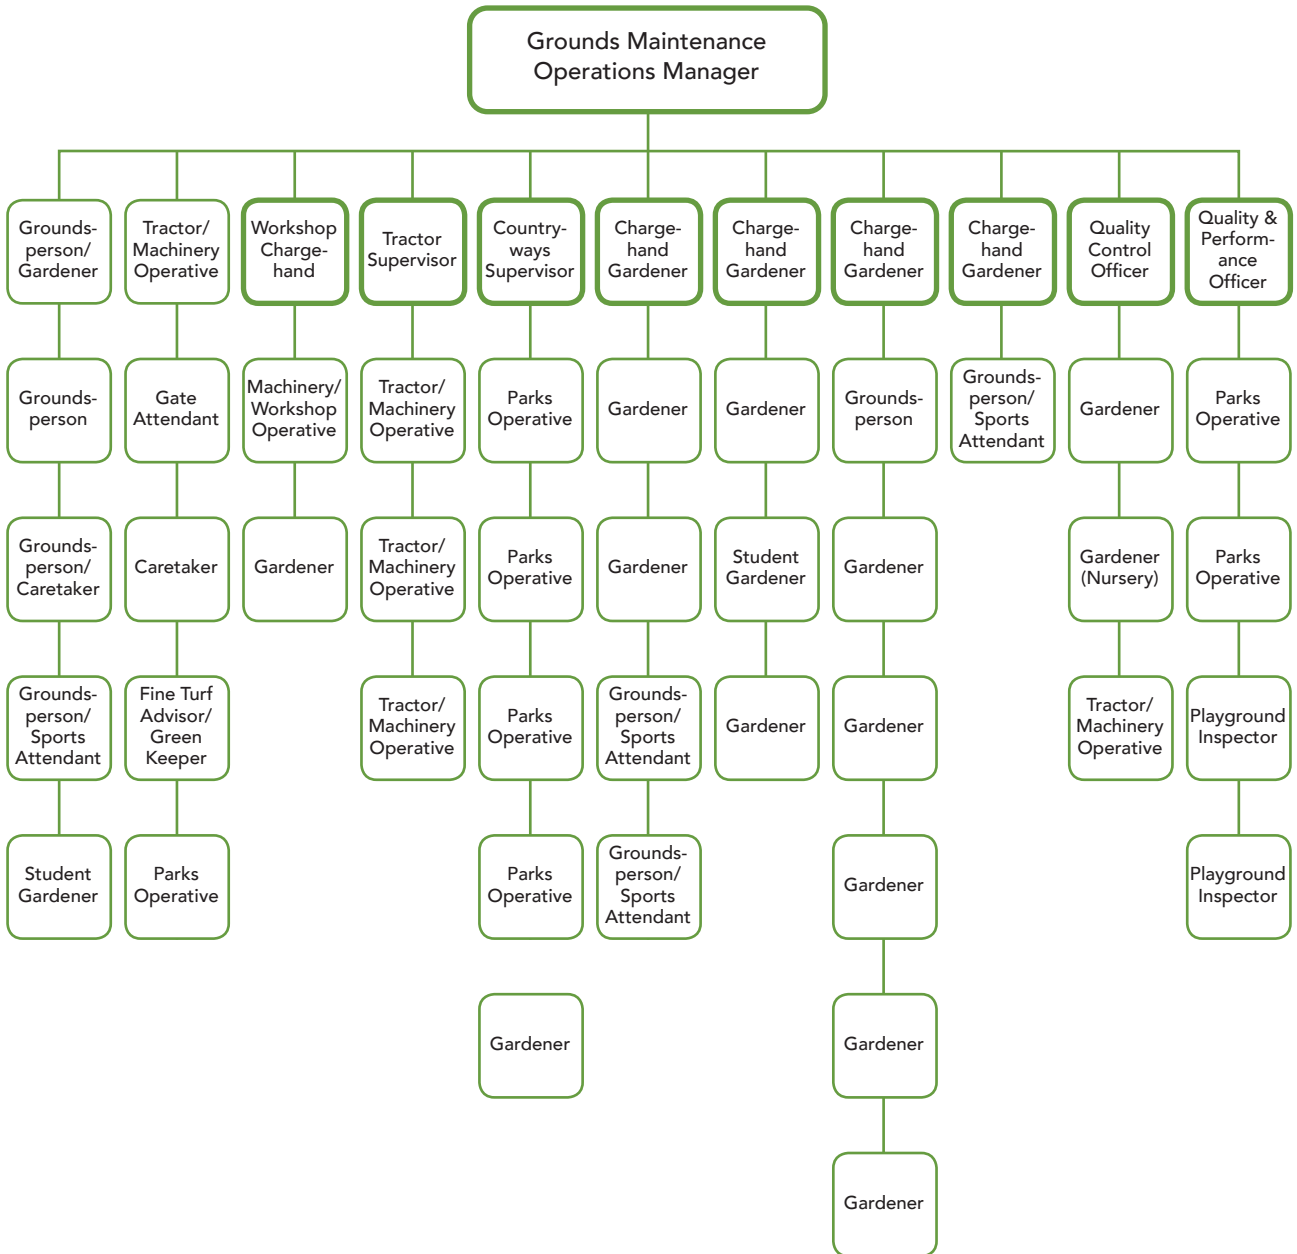 Grounds Maintenance
Operations Manager
Grounds-
person/
Gardener
Tractor/
Machinery
Operative
Workshop
Charge-
hand
Tractor
Supervisor
Country-
ways
Supervisor
Charge-
hand
Gardener
Charge-
hand
Gardener
Charge-
hand
Gardener
Charge-
hand
Gardener
Quality
Control
Officer
Quality &
Perform-
ance
Officer
Grounds-
person
Gate
Attendant
Machinery/
Workshop
Operative
Tractor/
Machinery
Operative
Parks
Operative
Gardener
Gardener
Grounds-
person
Grounds-
person/
Sports
Attendant
Gardener
Parks
Operative
Grounds-
person/
Caretaker
Caretaker
Gardener
Tractor/
Machinery
Operative
Parks
Operative
Gardener
Student
Gardener
Gardener
Gardener
(Nursery)
Parks
Operative
Grounds-
person/
Sports
Attendant
Fine Turf
Advisor/
Green
Keeper
Tractor/
Machinery
Operative
Parks
Operative
Grounds-
person/
Sports
Attendant
Gardener
Gardener
Tractor/
Machinery
Operative
Playground
Inspector
Student
Gardener
Parks
Operative
Parks
Operative
Grounds-
person/
Sports
Attendant
Gardener
Playground
Inspector
Gardener
Gardener
Gardener